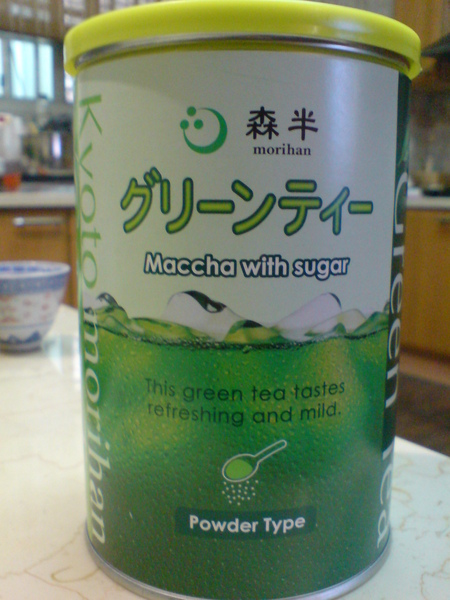 森半
morihan
グリーンティー
Maccha with sugar
This green tea tastes
refreshing and mild.
Powder Type
Kyoto morihan
Green Tea